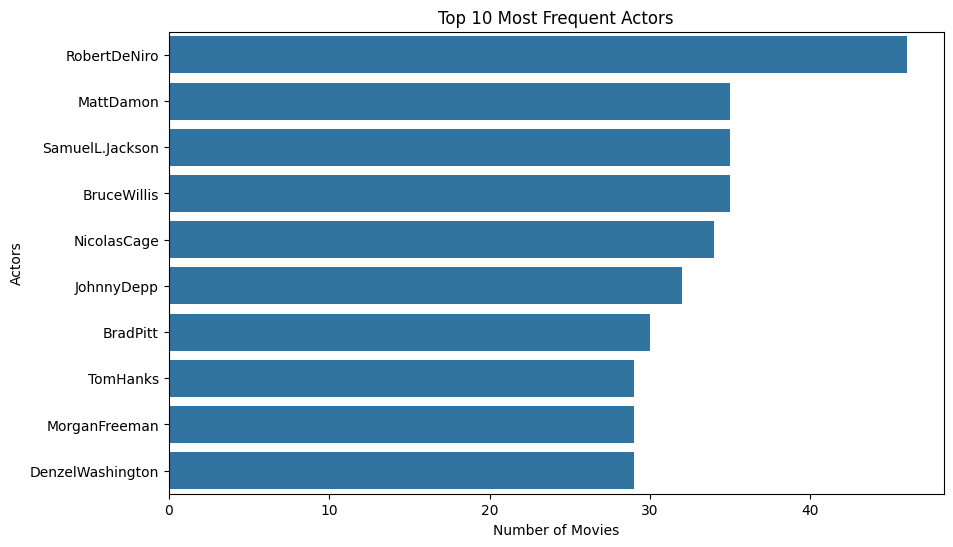 Top 10 Most Frequent Actors
Actors
RobertDeNiro
MattDamon
SamuelL.Jackson
BruceWillis
NicolasCage
JohnnyDepp
BradPitt
TomHanks
MorganFreeman
DenzelWashington
0 10 20 30 40
Number of Movies